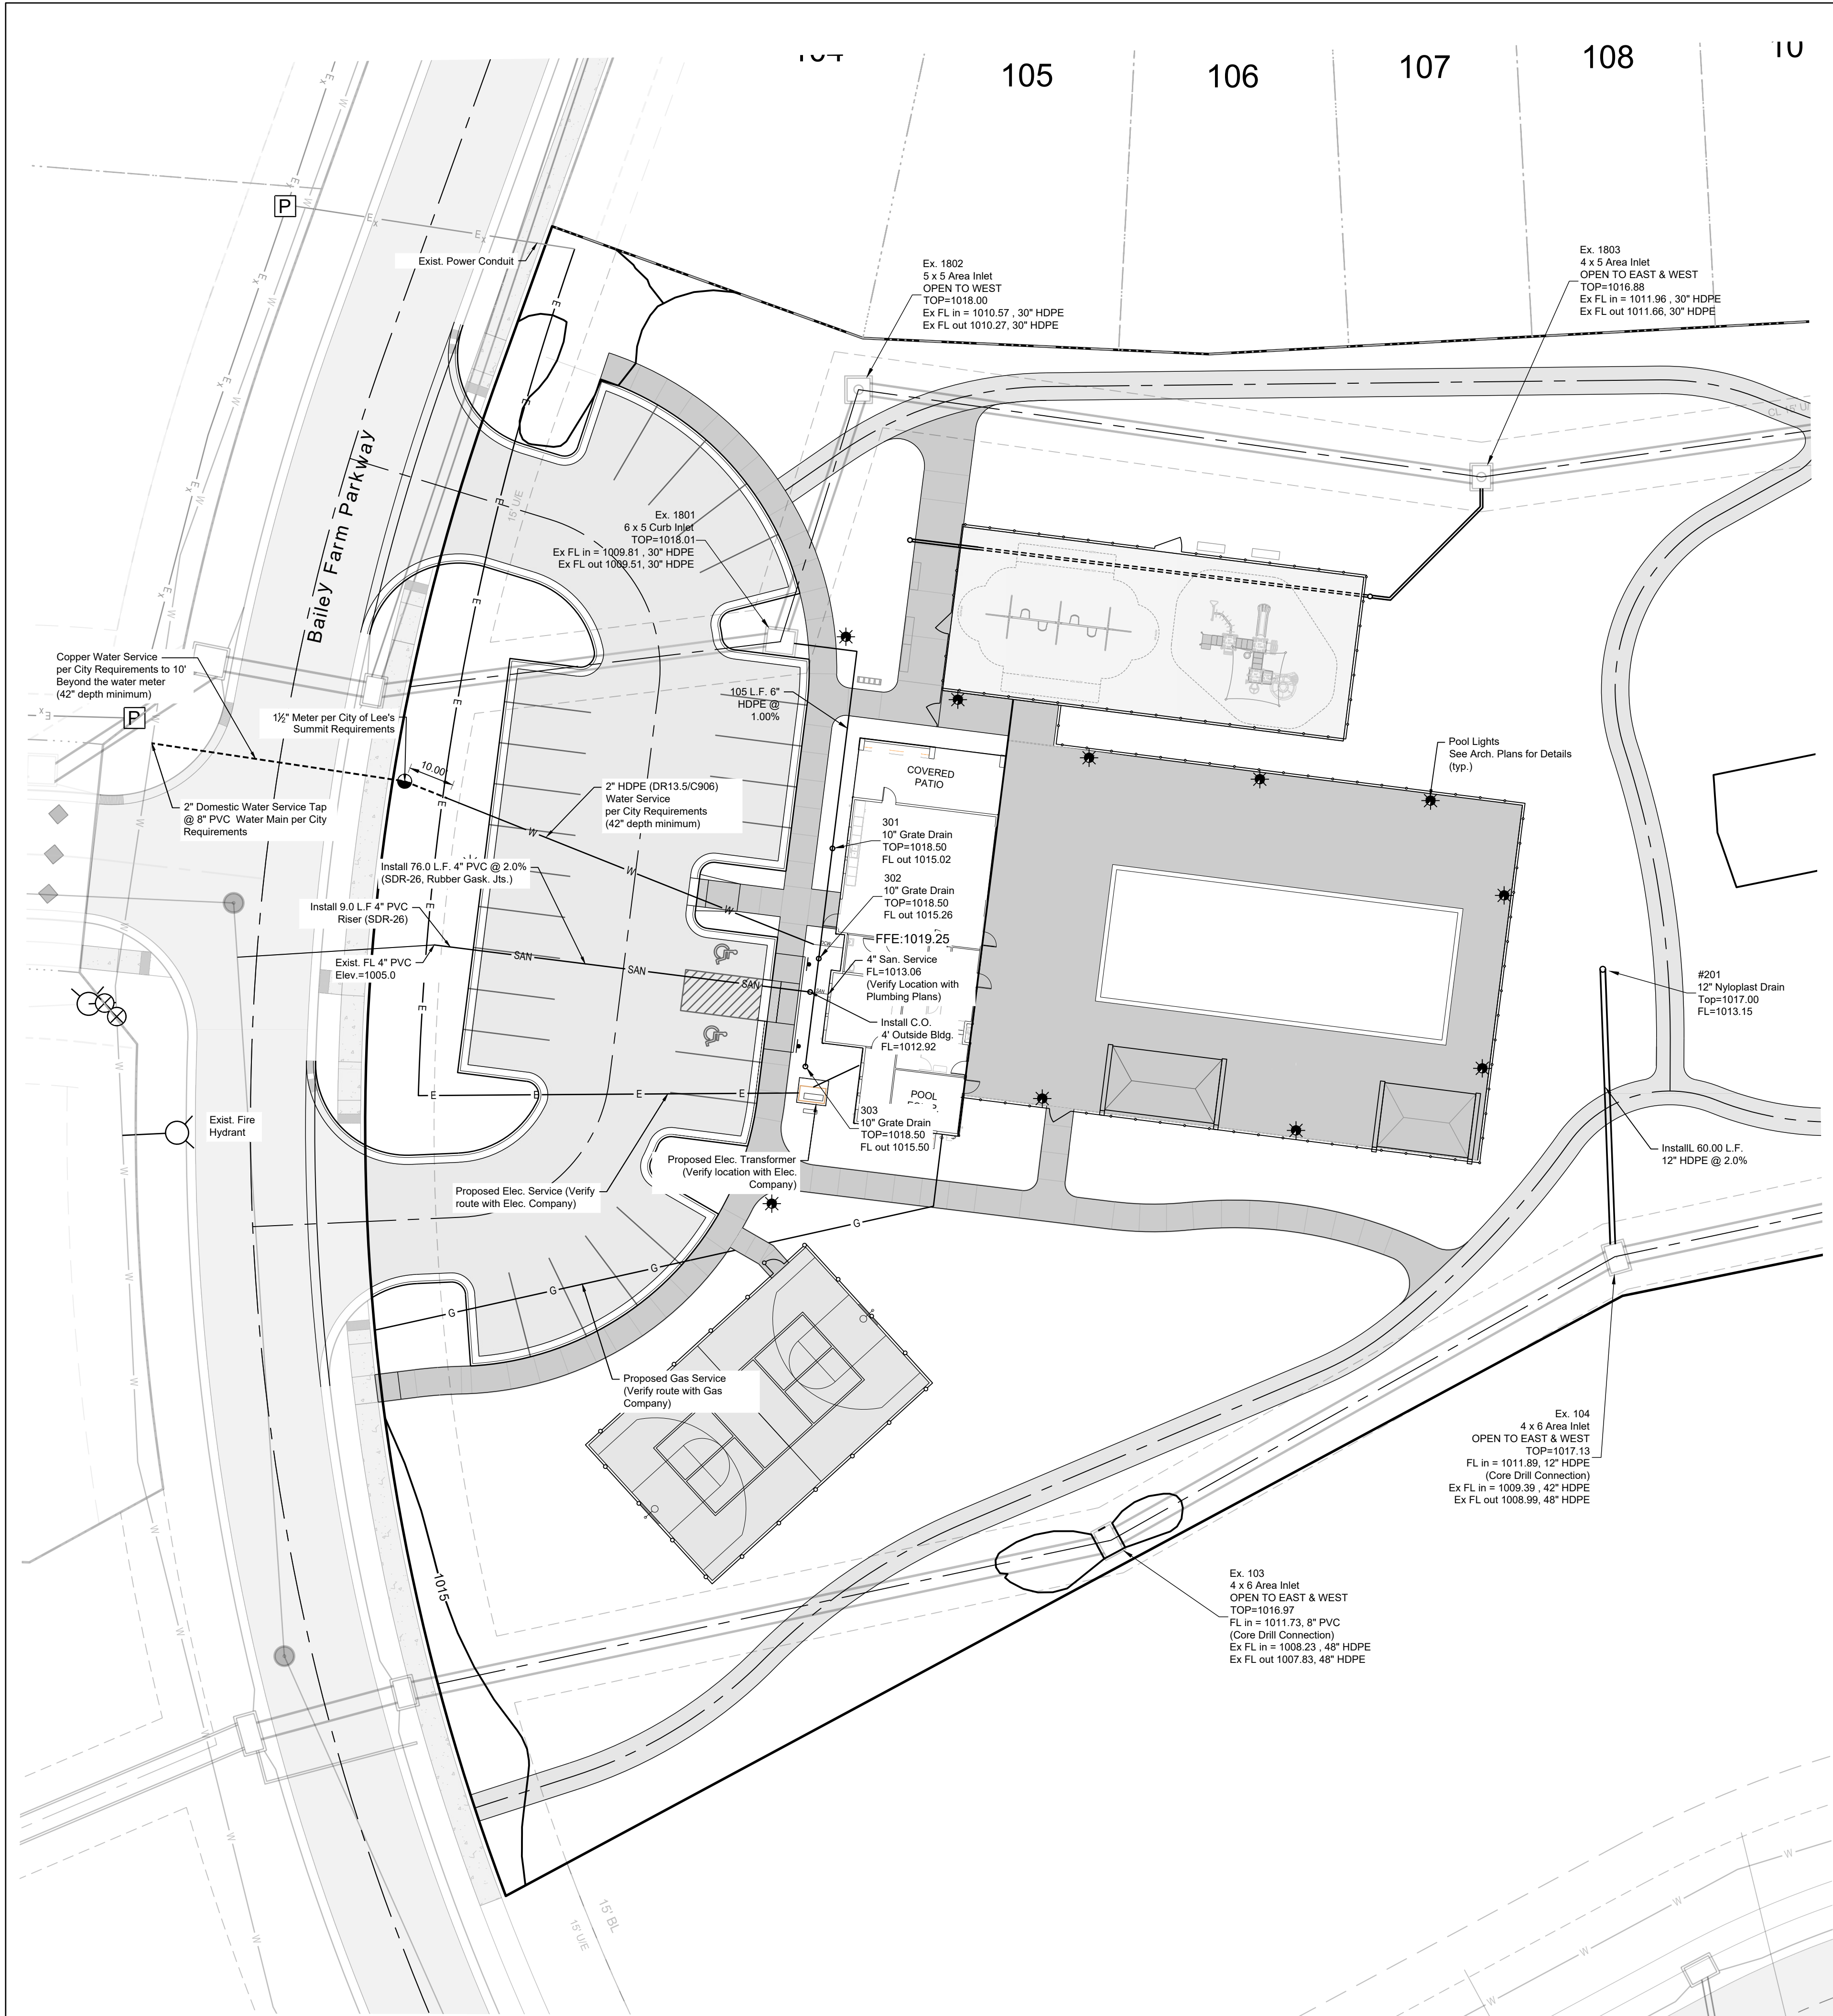 105
106
107
108
10
Exist. Power Conduit
P
Ex. 1802
5 x 5 Area Inlet
OPEN TO WEST
TOP=1018.00
Ex FL in = 1010.57 , 30" HDPE
Ex FL out 1010.27, 30" HDPE
Ex. 1803
4 x 5 Area Inlet
OPEN TO EAST & WEST
TOP=1016.88
Ex FL in = 1011.96 , 30" HDPE
Ex FL out 1011.66, 30" HDPE
Bailey Farm Parkway
15' U/E
Ex. 1801
6 x 5 Curb Inlet
TOP=1018.01
Ex FL in = 1009.81 , 30" HDPE
Ex FL out 1009.51, 30" HDPE
Copper Water Service
per City Requirements to 10'
Beyond the water meter
(42" depth minimum)
P
1½" Meter per City of Lee's
Summit Requirements
10.00
105 L.F. 6"
HDPE @
1.00%
COVERED
PATIO
Pool Lights
See Arch. Plans for Details
(typ.)
2" Domestic Water Service Tap
@ 8" PVC Water Main per City
Requirements
2" HDPE (DR13.5/C906)
Water Service
per City Requirements
(42" depth minimum)
301
10" Grate Drain
TOP=1018.50
FL out 1015.02
302
10" Grate Drain
TOP=1018.50
FL out 1015.26
Install 76.0 L.F. 4" PVC @ 2.0%
(SDR-26, Rubber Gask. Jts.)
Install 9.0 L.F 4" PVC
Riser (SDR-26)
FFE:1019.25
4" San. Service
FL=1013.06
(Verify Location with
Plumbing Plans)
Exist. FL 4" PVC
Elev.=1005.0
SAN
SAN
SAN
#201
12" Nyloplast Drain
Top=1017.00
FL=1013.15
Install C.O.
4' Outside Bldg.
FL=1012.92
POOL
303
10" Grate Drain
TOP=1018.50
FL out 1015.50
Exist. Fire
Hydrant
Proposed Elec. Transformer
(Verify location with Elec.
Company)
InstallL 60.00 L.F.
12" HDPE @ 2.0%
Proposed Elec. Service (Verify
route with Elec. Company)
Proposed Gas Service
(Verify route with Gas
Company)
Ex. 104
4 x 6 Area Inlet
OPEN TO EAST & WEST
TOP=1017.13
FL in = 1011.89, 12" HDPE
(Core Drill Connection)
Ex FL in = 1009.39 , 42" HDPE
Ex FL out 1008.99, 48" HDPE
1015
Ex. 103
4 x 6 Area Inlet
OPEN TO EAST & WEST
TOP=1016.97
FL in = 1011.73, 8" PVC
(Core Drill Connection)
Ex FL in = 1008.23 , 48" HDPE
Ex FL out 1007.83, 48" HDPE
15' BL
15' U/E